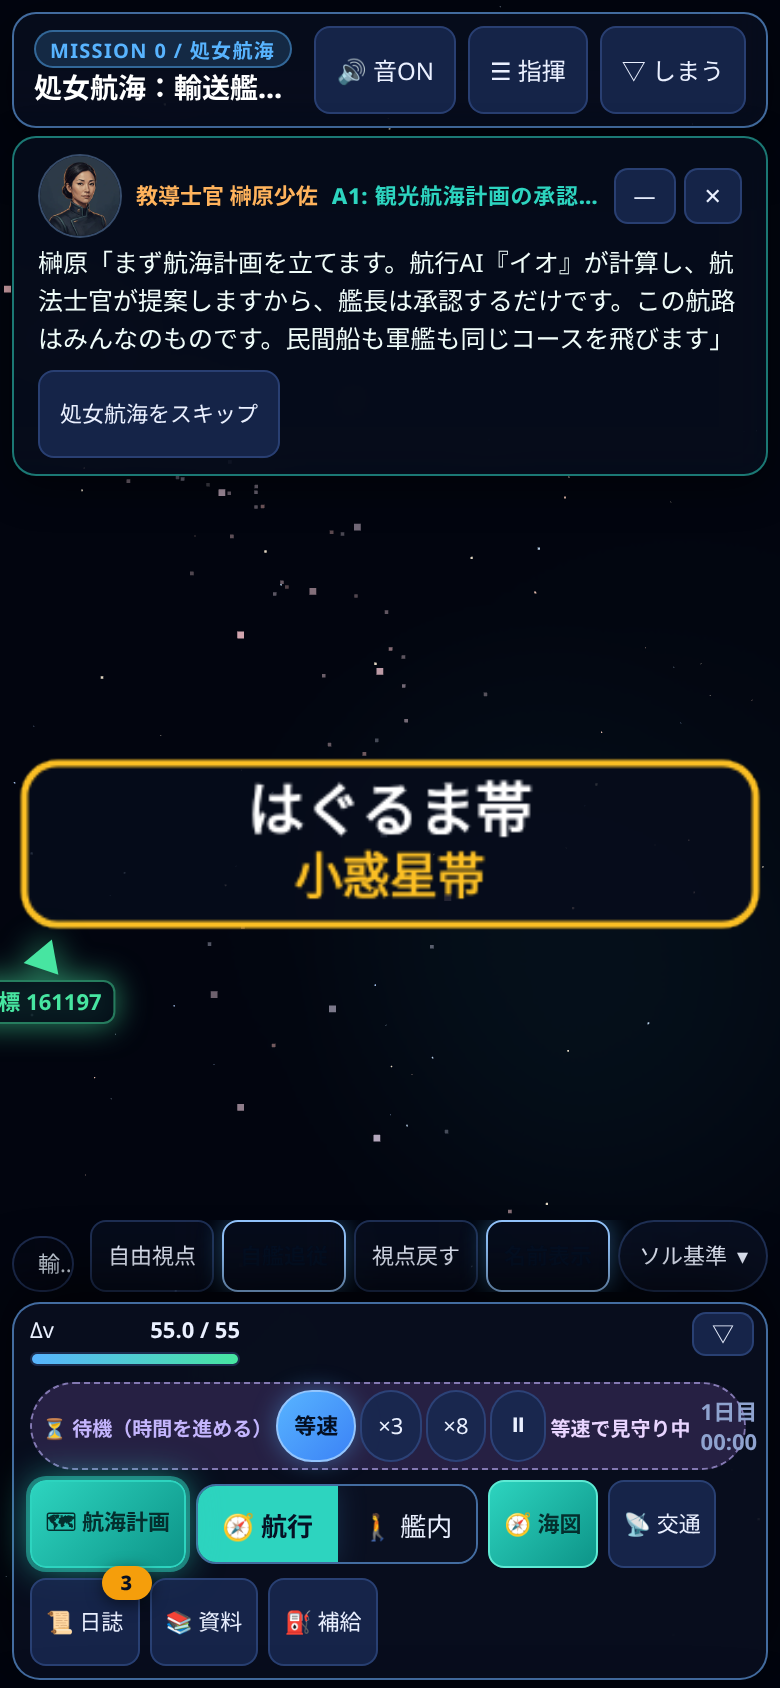 MISSION 0 / 処女航海
処女航海：輸送艦...
🔊 音ON
☰ 指揮
▽ しまう
教導士官 榊原少佐 A1: 観光航海計画の承認...
—
✕
榊原「まず航海計画を立てます。航行AI『イオ』が計算し、航
法士官が提案しますから、艦長は承認するだけです。この航路
はみんなのものです。民間船も軍艦も同じコースを飛びます」
処女航海をスキップ
はぐるま帯
小惑星帯
標 161197
輸..
自由視点
視点戻す
ソル基準 ▾
Δv 55.0 / 55
▽
⏳ 待機（時間を進める）
等速
×3
×8
⏸
等速で見守り中
1日目
00:00
🗺 航海計画
🧭 航行
🚶 艦内
🧭 海図
📡 交通
3
📜 日誌
📚 資料
⛽ 補給